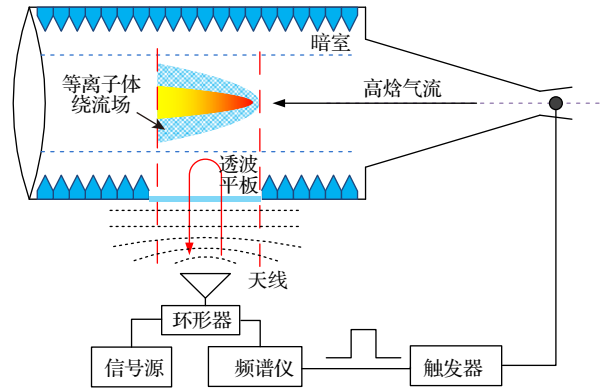 暗室
等离子体
绕流场
高焓气流
透波
平板
天线
环形器
信号源
频谱仪
触发器